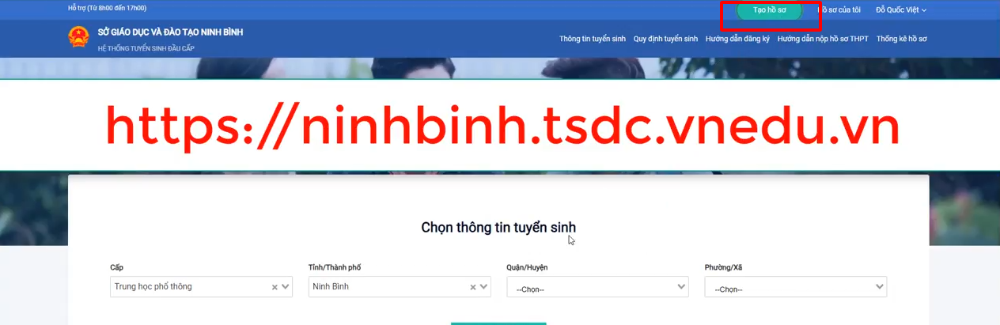 Hỗ trợ (Từ 8h00 đến 17h00)
Tạo hồ sơ
Hồ sơ của tôi
Đỗ Quốc Việt
SỞ GIÁO DỤC VÀ ĐÀO TẠO NINH BÌNH
HỆ THỐNG TUYỂN SINH ĐẦU CẤP
Thông tin tuyển sinh
Quy định tuyển sinh
Hướng dẫn đăng ký
Hướng dẫn nộp hồ sơ THPT
Thống kê hồ sơ
https://ninhbinh.tsdc.vnedu.vn
Chọn thông tin tuyển sinh
Cấp
Tỉnh/Thành phố
Quận/Huyện
Phường/Xã
Trung học phổ thông
Ninh Bình
--Chọn--
--Chọn--